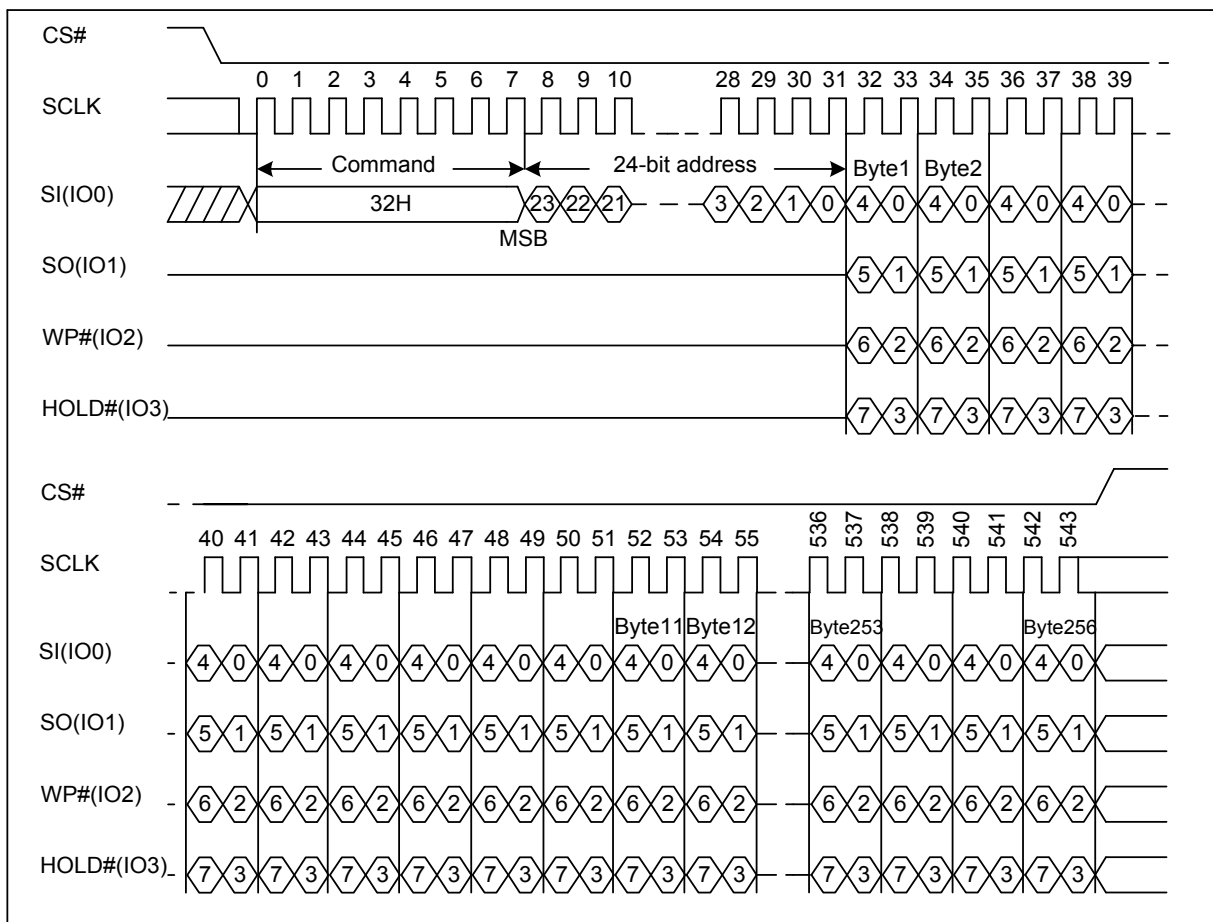 CS#
0 1 2 3 4 5 6 7 8 9 10 28 29 30 31 32 33 34 35 36 37 38 39
SCLK
Command 24-bit address Byte1 Byte2
SI(IO0) 32H 23 22 21 3 2 1 0 4 0 4 0 4 0 4 0
MSB
SO(IO1) 5 1 5 1 5 1 5 1
WP#(IO2) 6 2 6 2 6 2 6 2
HOLD#(IO3) 7 3 7 3 7 3 7 3
CS#
40 41 42 43 44 45 46 47 48 49 50 51 52 53 54 55 536 537 538 539 540 541 542 543
SCLK
Byte11 Byte12 Byte253 Byte256
SI(IO0) 4 0 4 0 4 0 4 0 4 0 4 0 4 0 4 0 4 0 4 0 4 0 4 0
SO(IO1) 5 1 5 1 5 1 5 1 5 1 5 1 5 1 5 1 5 1 5 1 5 1 5 1
WP#(IO2) 6 2 6 2 6 2 6 2 6 2 6 2 6 2 6 2 6 2 6 2 6 2 6 2
HOLD#(IO3) 7 3 7 3 7 3 7 3 7 3 7 3 7 3 7 3 7 3 7 3 7 3 7 3